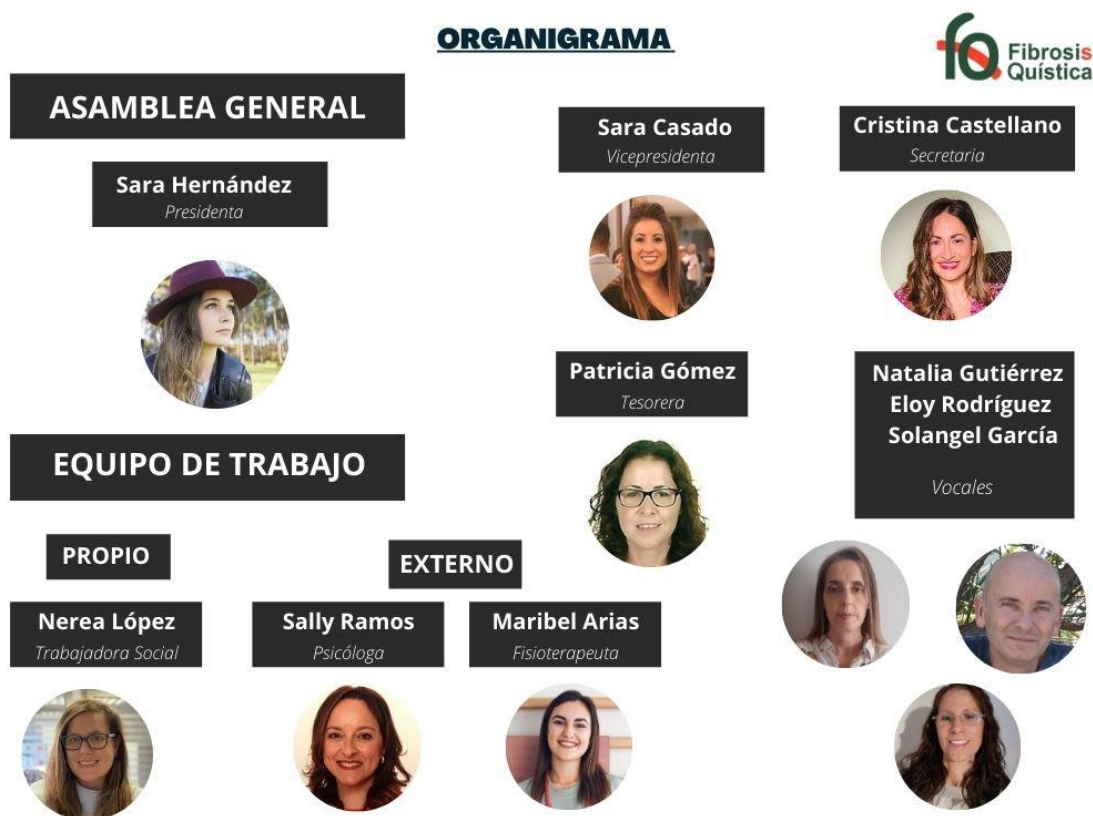 ORGANIGRAMA
Fibrosis
Quística
ASAMBLEA GENERAL
Sara Hernández
Presidenta
Sara Casado
Vicepresidenta
Cristina Castellano
Secretaria
Patricia Gómez
Tesorera
Natalia Gutiérrez
Eloy Rodríguez
Solangel García
Vocales
EQUIPO DE TRABAJO
PROPIO
EXTERNO
Nerea López
Trabajadora Social
Sally Ramos
Psicóloga
Maribel Arias
Fisioterapeuta